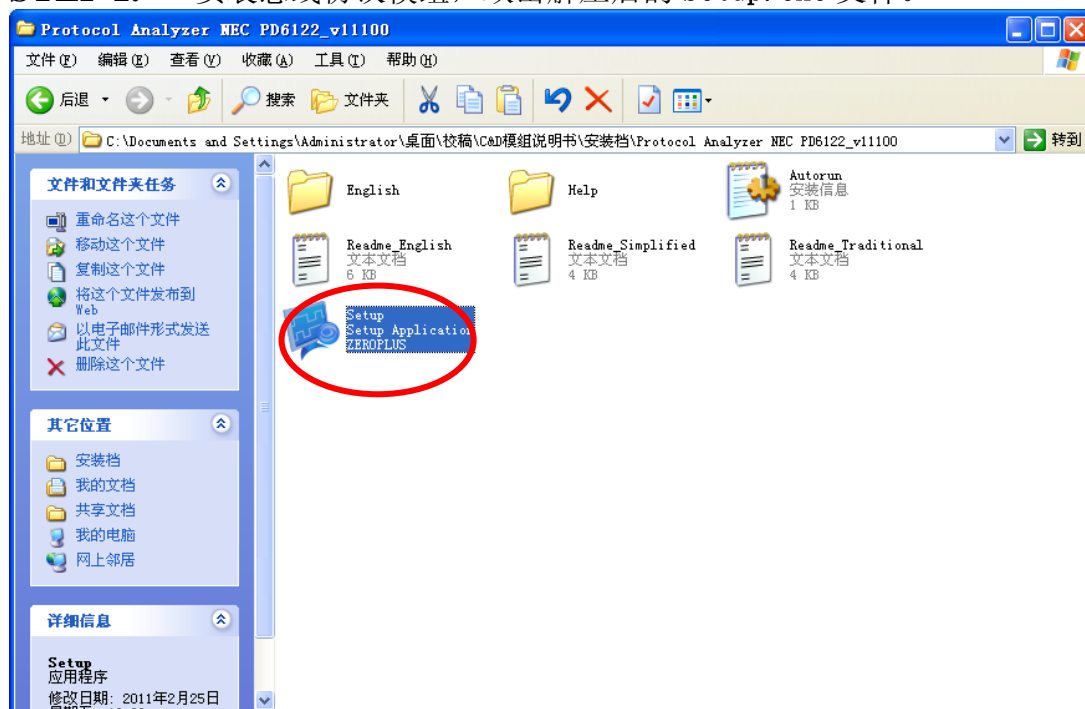 Protocol Analyzer NEC PD6122_v11100
文件(F) 编辑(E) 查看(V) 收藏(A) 工具(T) 帮助(H)
后退 搜索 文件夹
地址(D) C:\Documents and Settings\Administrator\桌面\校稿\C&D模组说明书\安装档\Protocol Analyzer NEC PD6122_v11100 转到
文件和文件夹任务
重命名这个文件
移动这个文件
复制这个文件
将这个文件发布到
Web
以电子邮件形式发送
此文件
删除这个文件
其它位置
安装档
我的文档
共享文档
我的电脑
网上邻居
详细信息
Setup
应用程序
修改日期: 2011年2月25日
English
Help
Autorun
安装信息
1 KB
Readme_English
文本文档
6 KB
Readme_Simplified
文本文档
4 KB
Readme_Traditional
文本文档
4 KB
Setup
Setup Application
ZEROPLUS